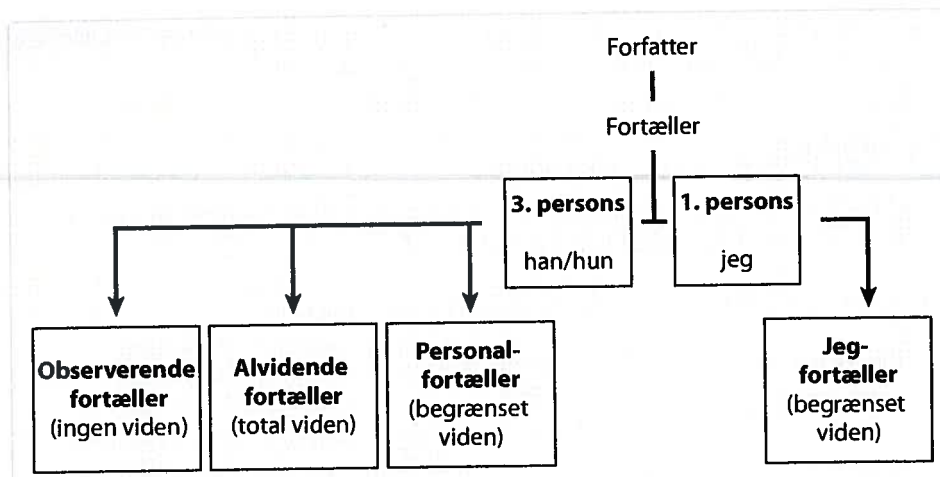 Forfatter
Fortæller
3. persons
han/hun
1. persons
jeg
Observerende
fortæller
(ingen viden)
Alvidende
fortæller
(total viden)
Personal-
fortæller
(begrænset
viden)
Jeg-
fortæller
(begrænset
viden)